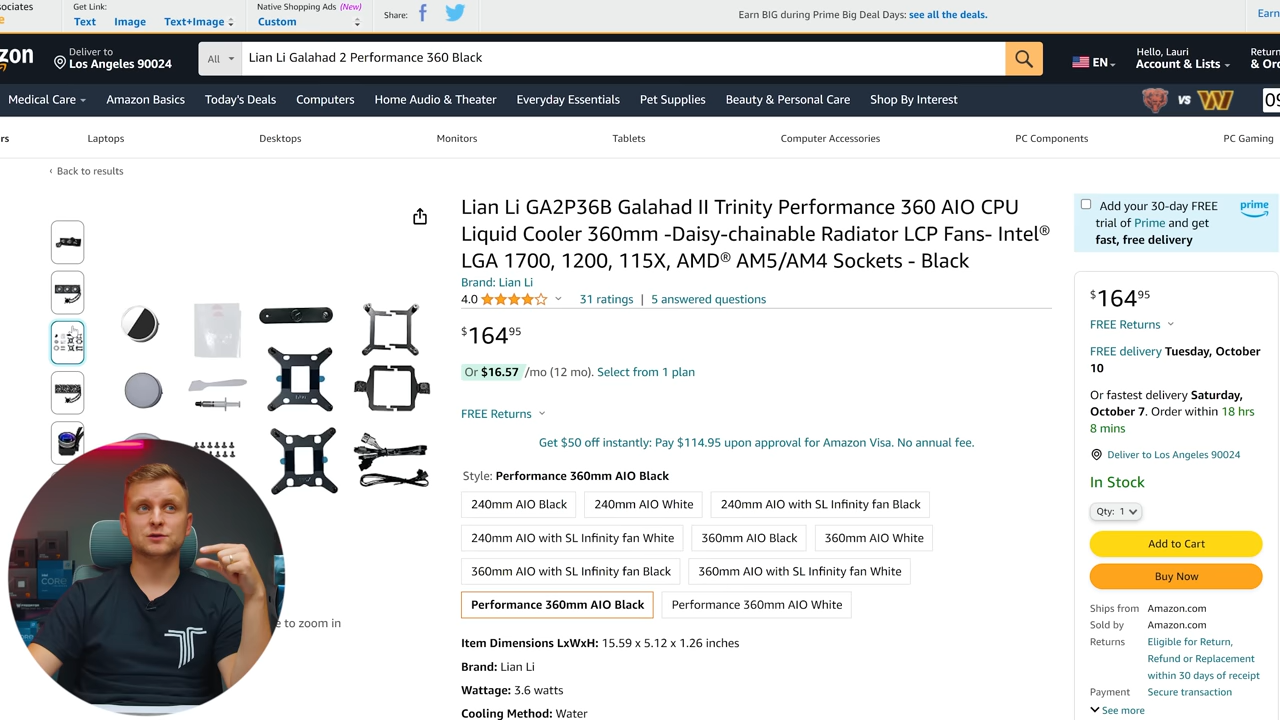 sociates
Get Link:
Text Image Text+Image
Native Shopping Ads (New)
Custom
Share:
Earn BIG during Prime Big Deal Days: see all the deals.
Earn
zon
Deliver to
Los Angeles 90024
All
Lian Li Galahad 2 Performance 360 Black
EN
Hello, Lauri
Account & Lists
Return
& Or
Medical Care Amazon Basics Today's Deals Computers Home Audio & Theater Everyday Essentials Pet Supplies Beauty & Personal Care Shop By Interest
VS W
09
rs Laptops Desktops Monitors Tablets Computer Accessories PC Components PC Gaming
‹ Back to results
Lian Li GA2P36B Galahad II Trinity Performance 360 AIO CPU
Liquid Cooler 360mm -Daisy-chainable Radiator LCP Fans- Intel®
LGA 1700, 1200, 115X, AMD® AM5/AM4 Sockets - Black
Brand: Lian Li
4.0 31 ratings | 5 answered questions
$164.95
Or $16.57 /mo (12 mo). Select from 1 plan
FREE Returns
Get $50 off instantly: Pay $114.95 upon approval for Amazon Visa. No annual fee.
Style: Performance 360mm AIO Black
240mm AIO Black 240mm AIO White 240mm AIO with SL Infinity fan Black
240mm AIO with SL Infinity fan White 360mm AIO Black 360mm AIO White
360mm AIO with SL Infinity fan Black 360mm AIO with SL Infinity fan White
Performance 360mm AIO Black Performance 360mm AIO White
Item Dimensions LxWxH: 15.59 x 5.12 x 1.26 inches
Brand: Lian Li
Wattage: 3.6 watts
Cooling Method: Water
e to zoom in
CORE
Add your 30-day FREE
trial of Prime and get
fast, free delivery
prime
$164.95
FREE Returns
FREE delivery Tuesday, October
10
Or fastest delivery Saturday,
October 7. Order within 18 hrs
8 mins
Deliver to Los Angeles 90024
In Stock
Qty: 1
Add to Cart
Buy Now
Ships from Amazon.com
Sold by Amazon.com
Returns Eligible for Return,
Refund or Replacement
within 30 days of receipt
Payment Secure transaction
See more